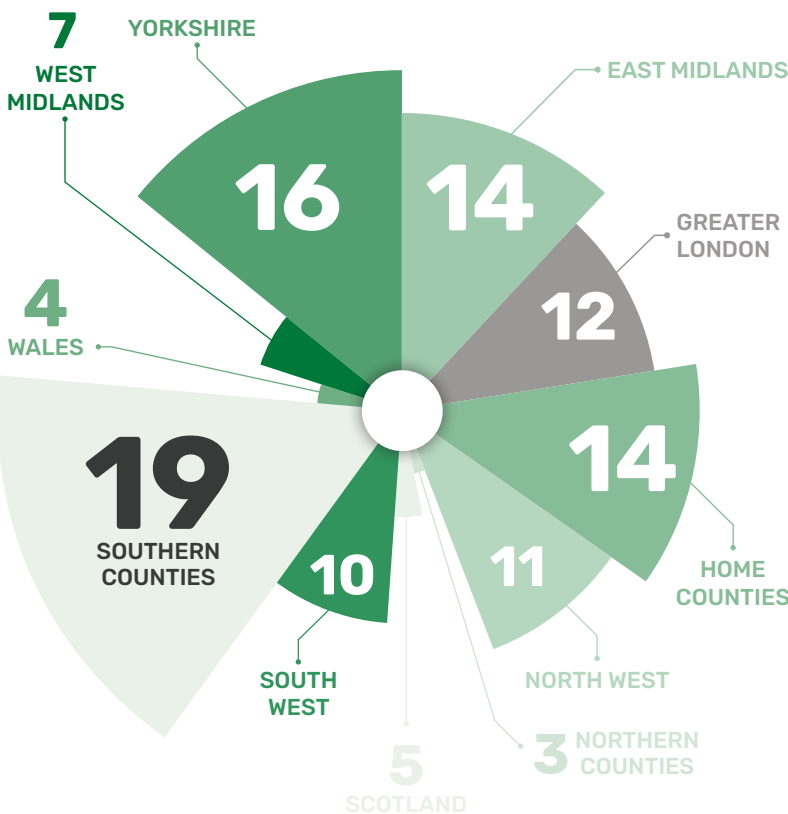 7
WEST
MIDLANDS
YORKSHIRE
16
14
EAST MIDLANDS
GREATER
LONDON
12
4
WALES
14
HOME
COUNTIES
19
SOUTHERN
COUNTIES
10
SOUTH
WEST
11
NORTH WEST
3
NORTHERN
COUNTIES
5
SCOTLAND